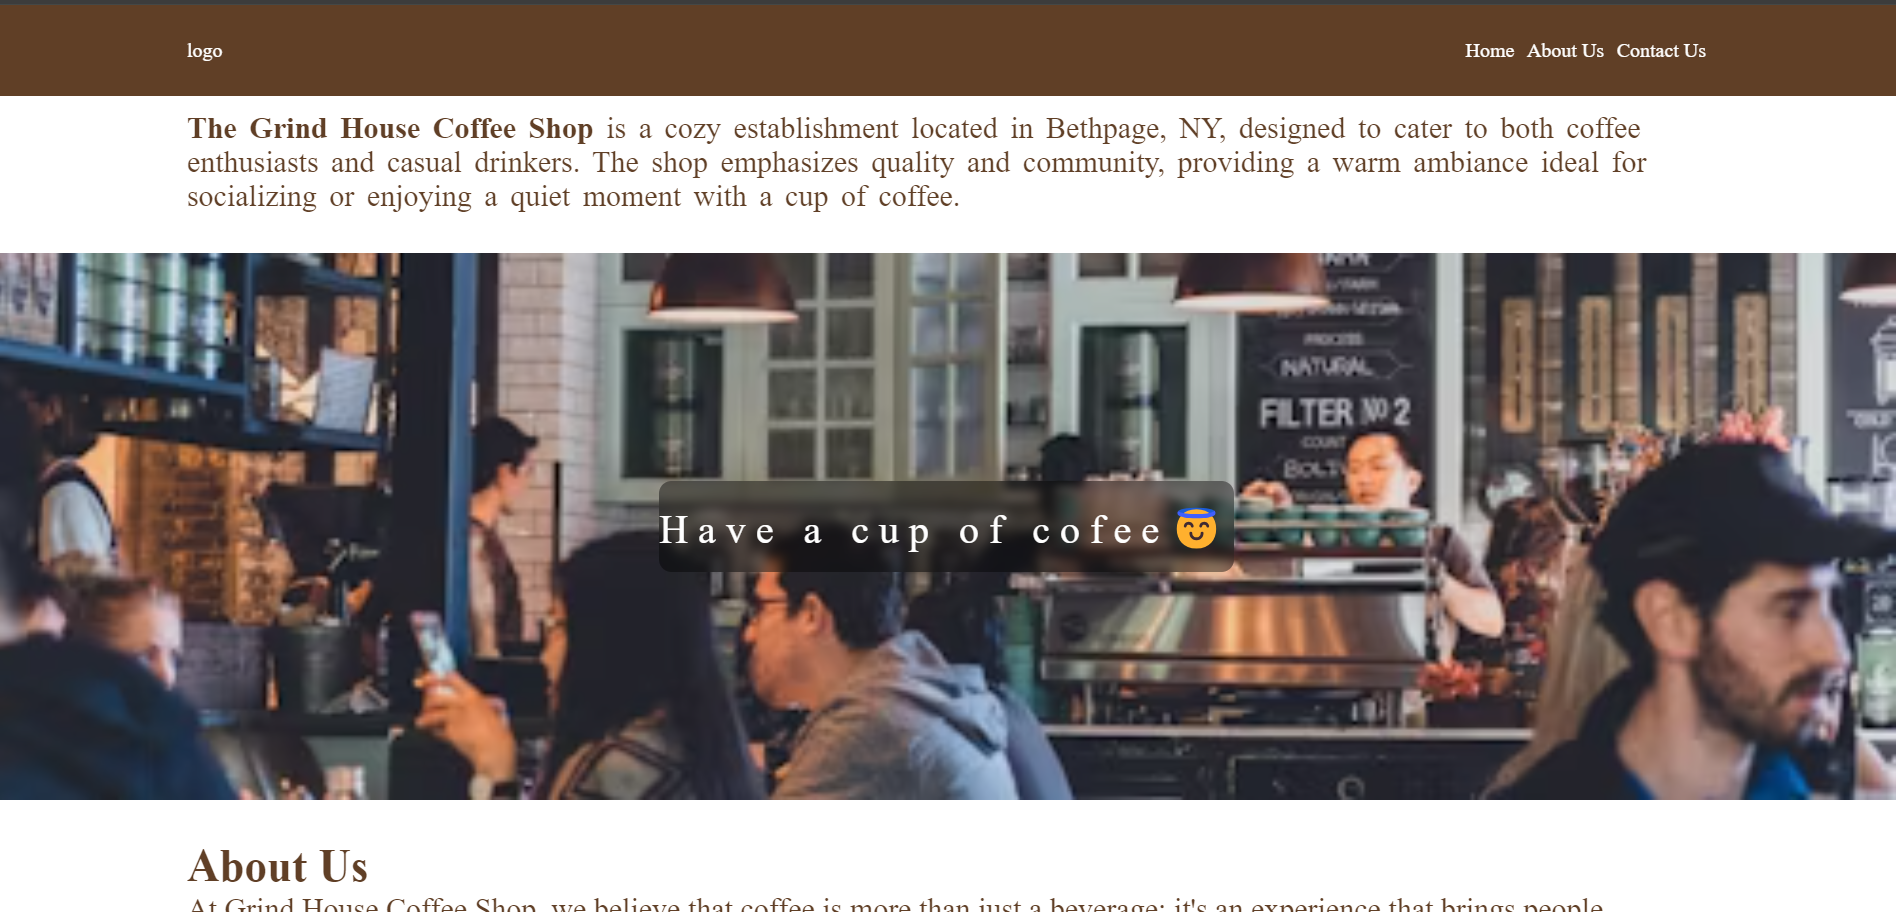 logo
Home About Us Contact Us
The Grind House Coffee Shop is a cozy establishment located in Bethpage, NY, designed to cater to both coffee
enthusiasts and casual drinkers. The shop emphasizes quality and community, providing a warm ambiance ideal for
socializing or enjoying a quiet moment with a cup of coffee.
PROCESS
NATURAL
FILTER No 2
COUNT
Have a cup of cofee😇
About Us
At Grind House Coffee Shop, we believe that coffee is more than just a beverage; it's an experience that brings people